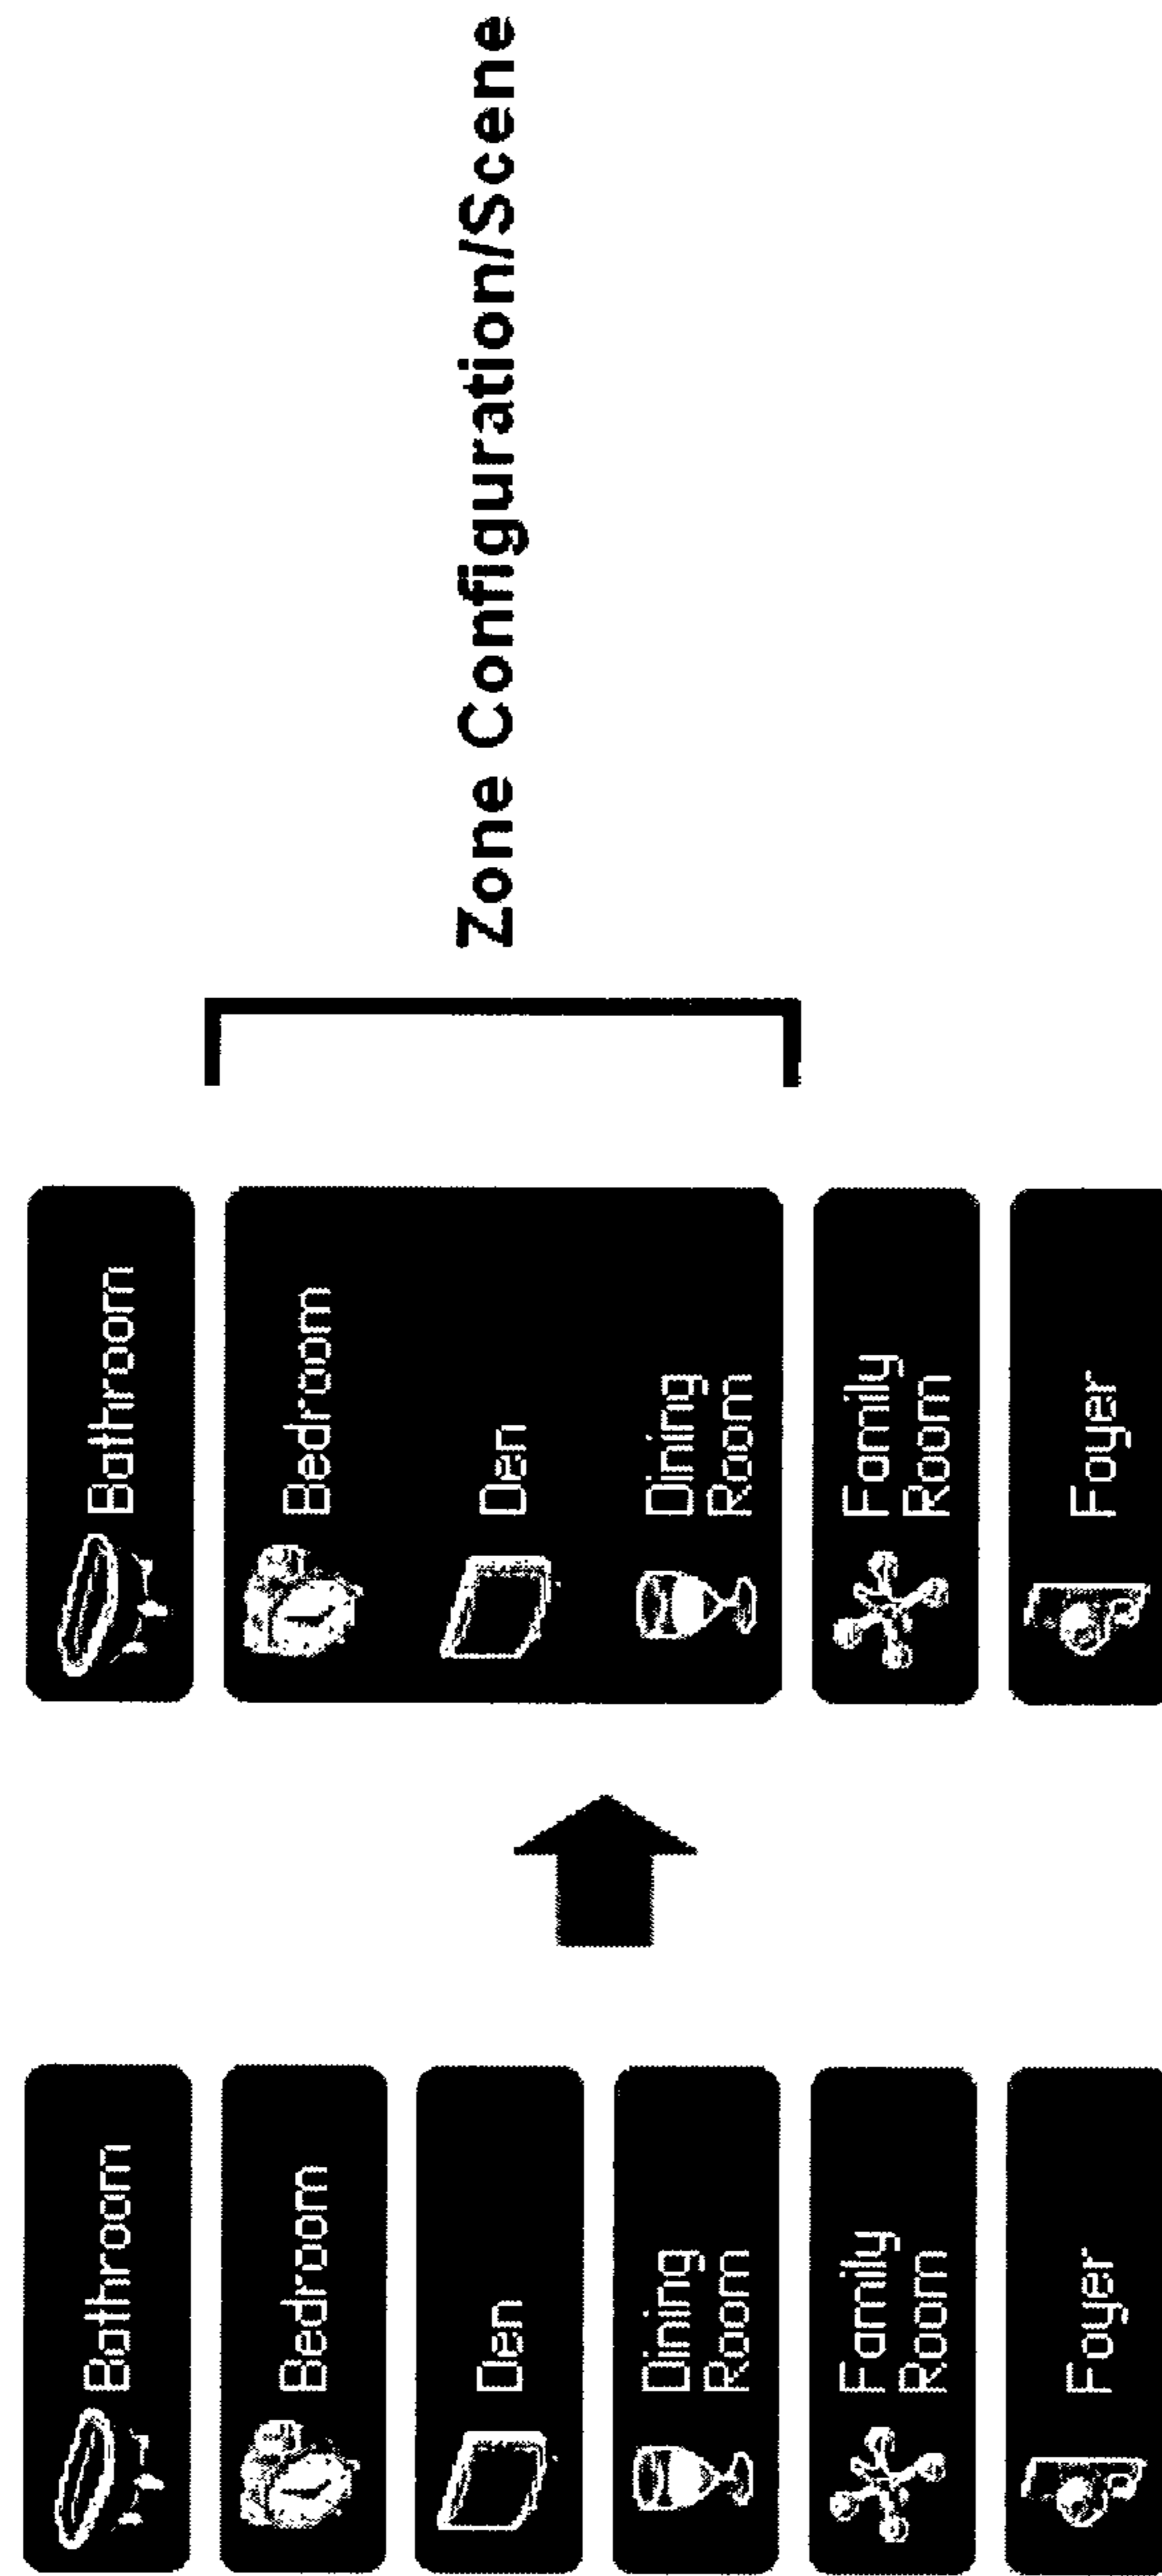 Bathroom
Bedroom
Den
Dining
Room
Family
Room
Foyer
Bathroom
Bedroom
Den
Dining
Room
Family
Room
Foyer
Zone Configuration/Scene